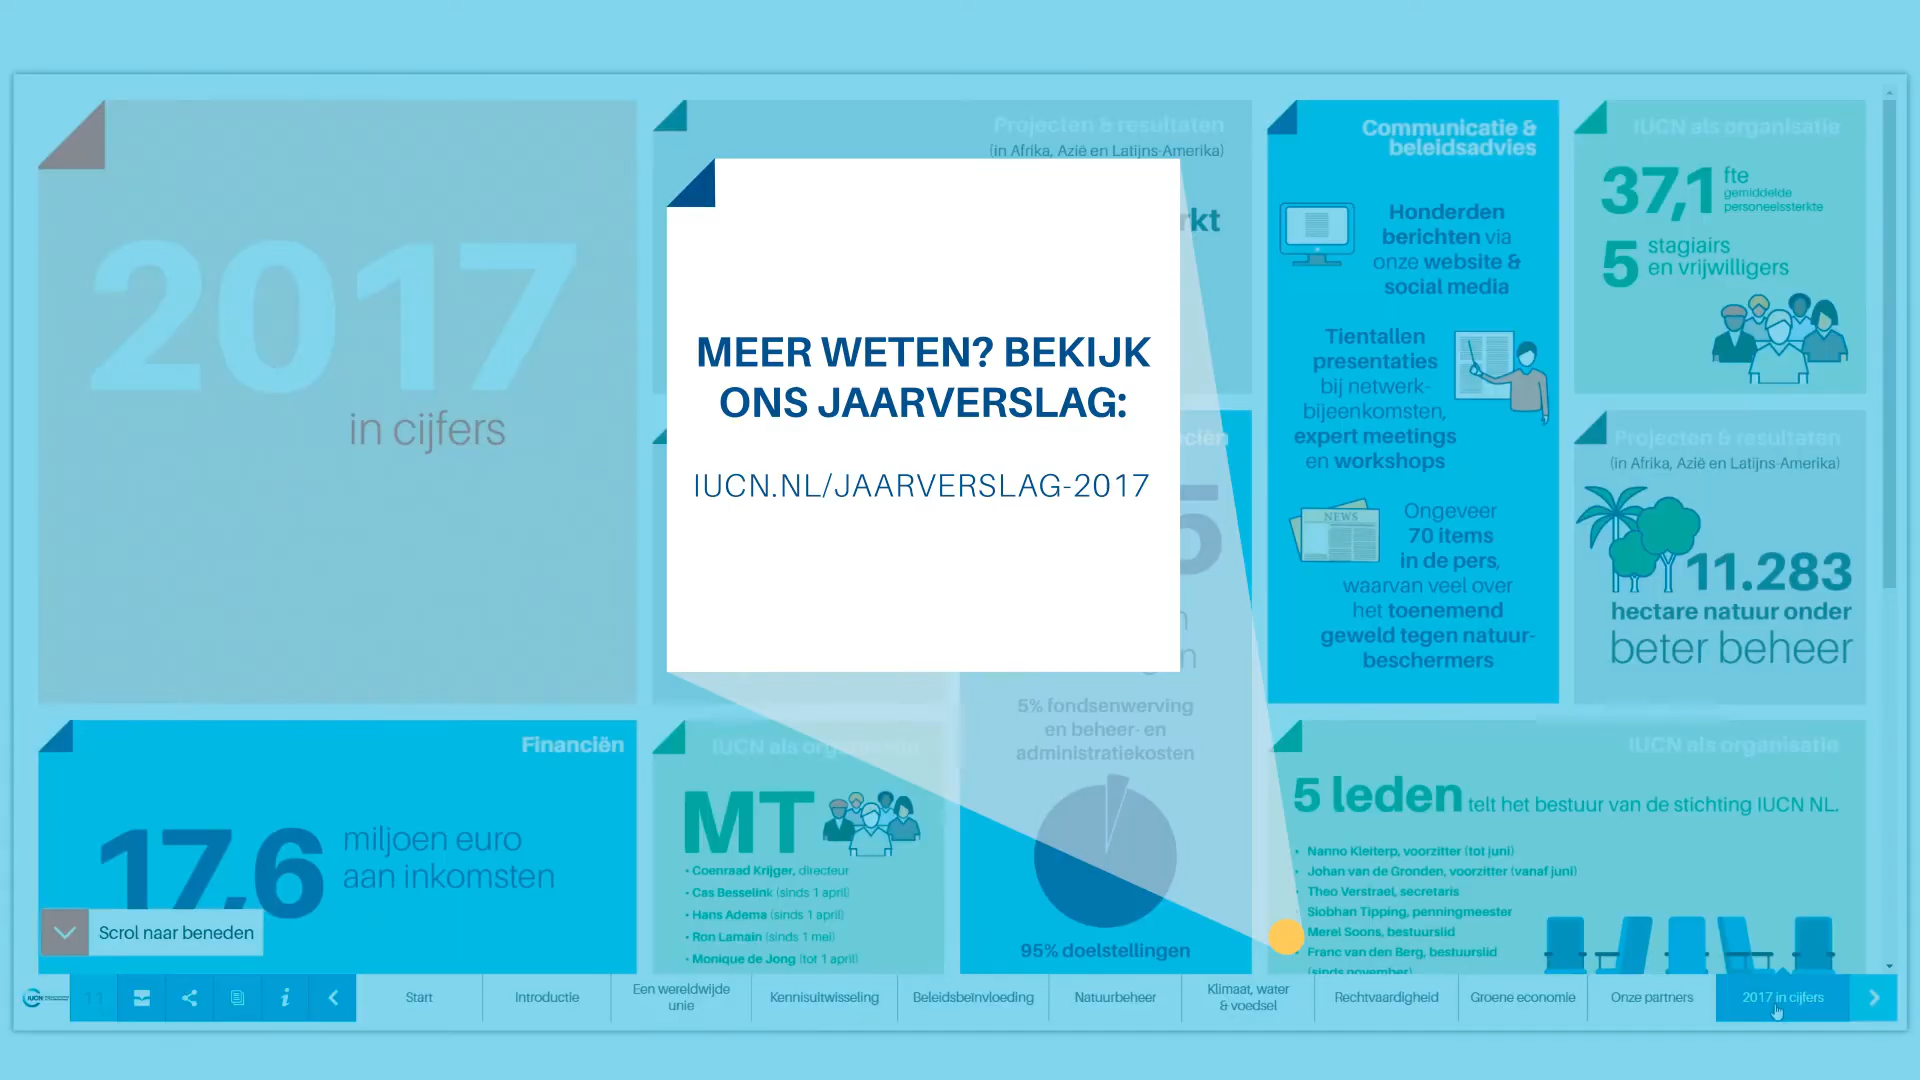 2017
in cijfers
Projecten & resultaten
(in Afrika, Azië en Latijns-Amerika)
MEER WETEN? BEKIJK
ONS JAARVERSLAG:
IUCN.NL/JAARVERSLAG-2017
5% fondsenwerving
en beheer- en
administratiekosten
95% doelstellingen
Communicatie &
beleidsadvies
Honderden
berichten via
onze website &
social media
Tientallen
presentaties
bij netwerk-
bijeenkomsten,
expert meetings
en workshops
NEWS
Ongeveer
70 items
in de pers,
waarvan veel over
het toenemend
geweld tegen natuur-
beschermers
IUCN als organisatie
37,1 fte
gemiddelde
personeelssterkte
5 stagiairs
en vrijwilligers
Projecten & resultaten
(in Afrika, Azië en Latijns-Amerika)
11.283
hectare natuur onder
beter beheer
Financiën
17,6 miljoen euro
aan inkomsten
Scrol naar beneden
IUCN als organisatie
MT
• Coenraad Krijger, directeur
• Cas Besselink (sinds 1 april)
• Hans Adema (sinds 1 april)
• Ron Lamain (sinds 1 mei)
• Monique de Jong (tot 1 april)
IUCN als organisatie
5 leden telt het bestuur van de stichting IUCN NL.
• Nanno Kleiterp, voorzitter (tot juni)
• Johan van de Gronden, voorzitter (vanaf juni)
• Theo Verstrael, secretaris
• Siobhan Tipping, penningmeester
Merel Soons, bestuurslid
Franc van den Berg, bestuurslid
(sinds november)
IUCN
11
Start
Introductie
Een wereldwijde
unie
Kennisuitwisseling
Beleidsbeïnvloeding
Natuurbeheer
Klimaat, water
& voedsel
Rechtvaardigheid
Groene economie
Onze partners
2017 in cijfers